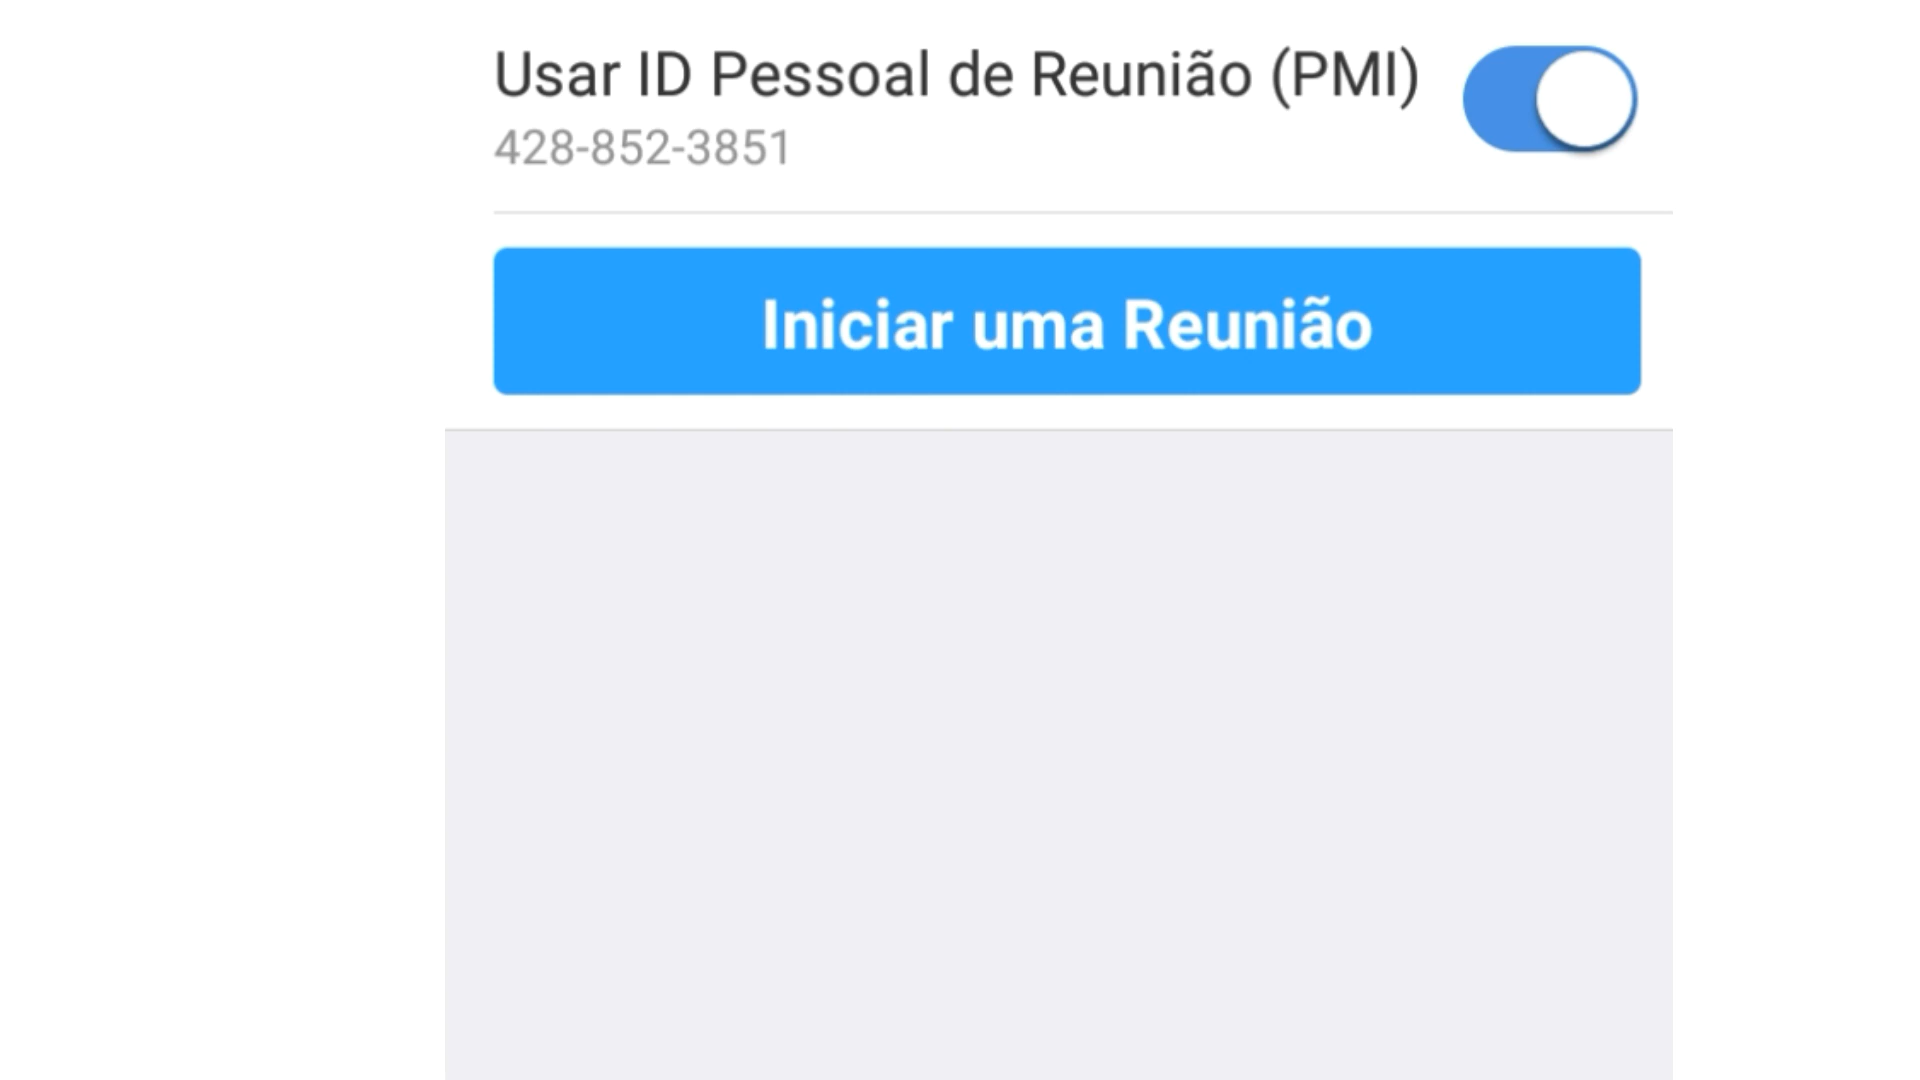 Usar ID Pessoal de Reunião (PMI)
428-852-3851
Iniciar uma Reunião